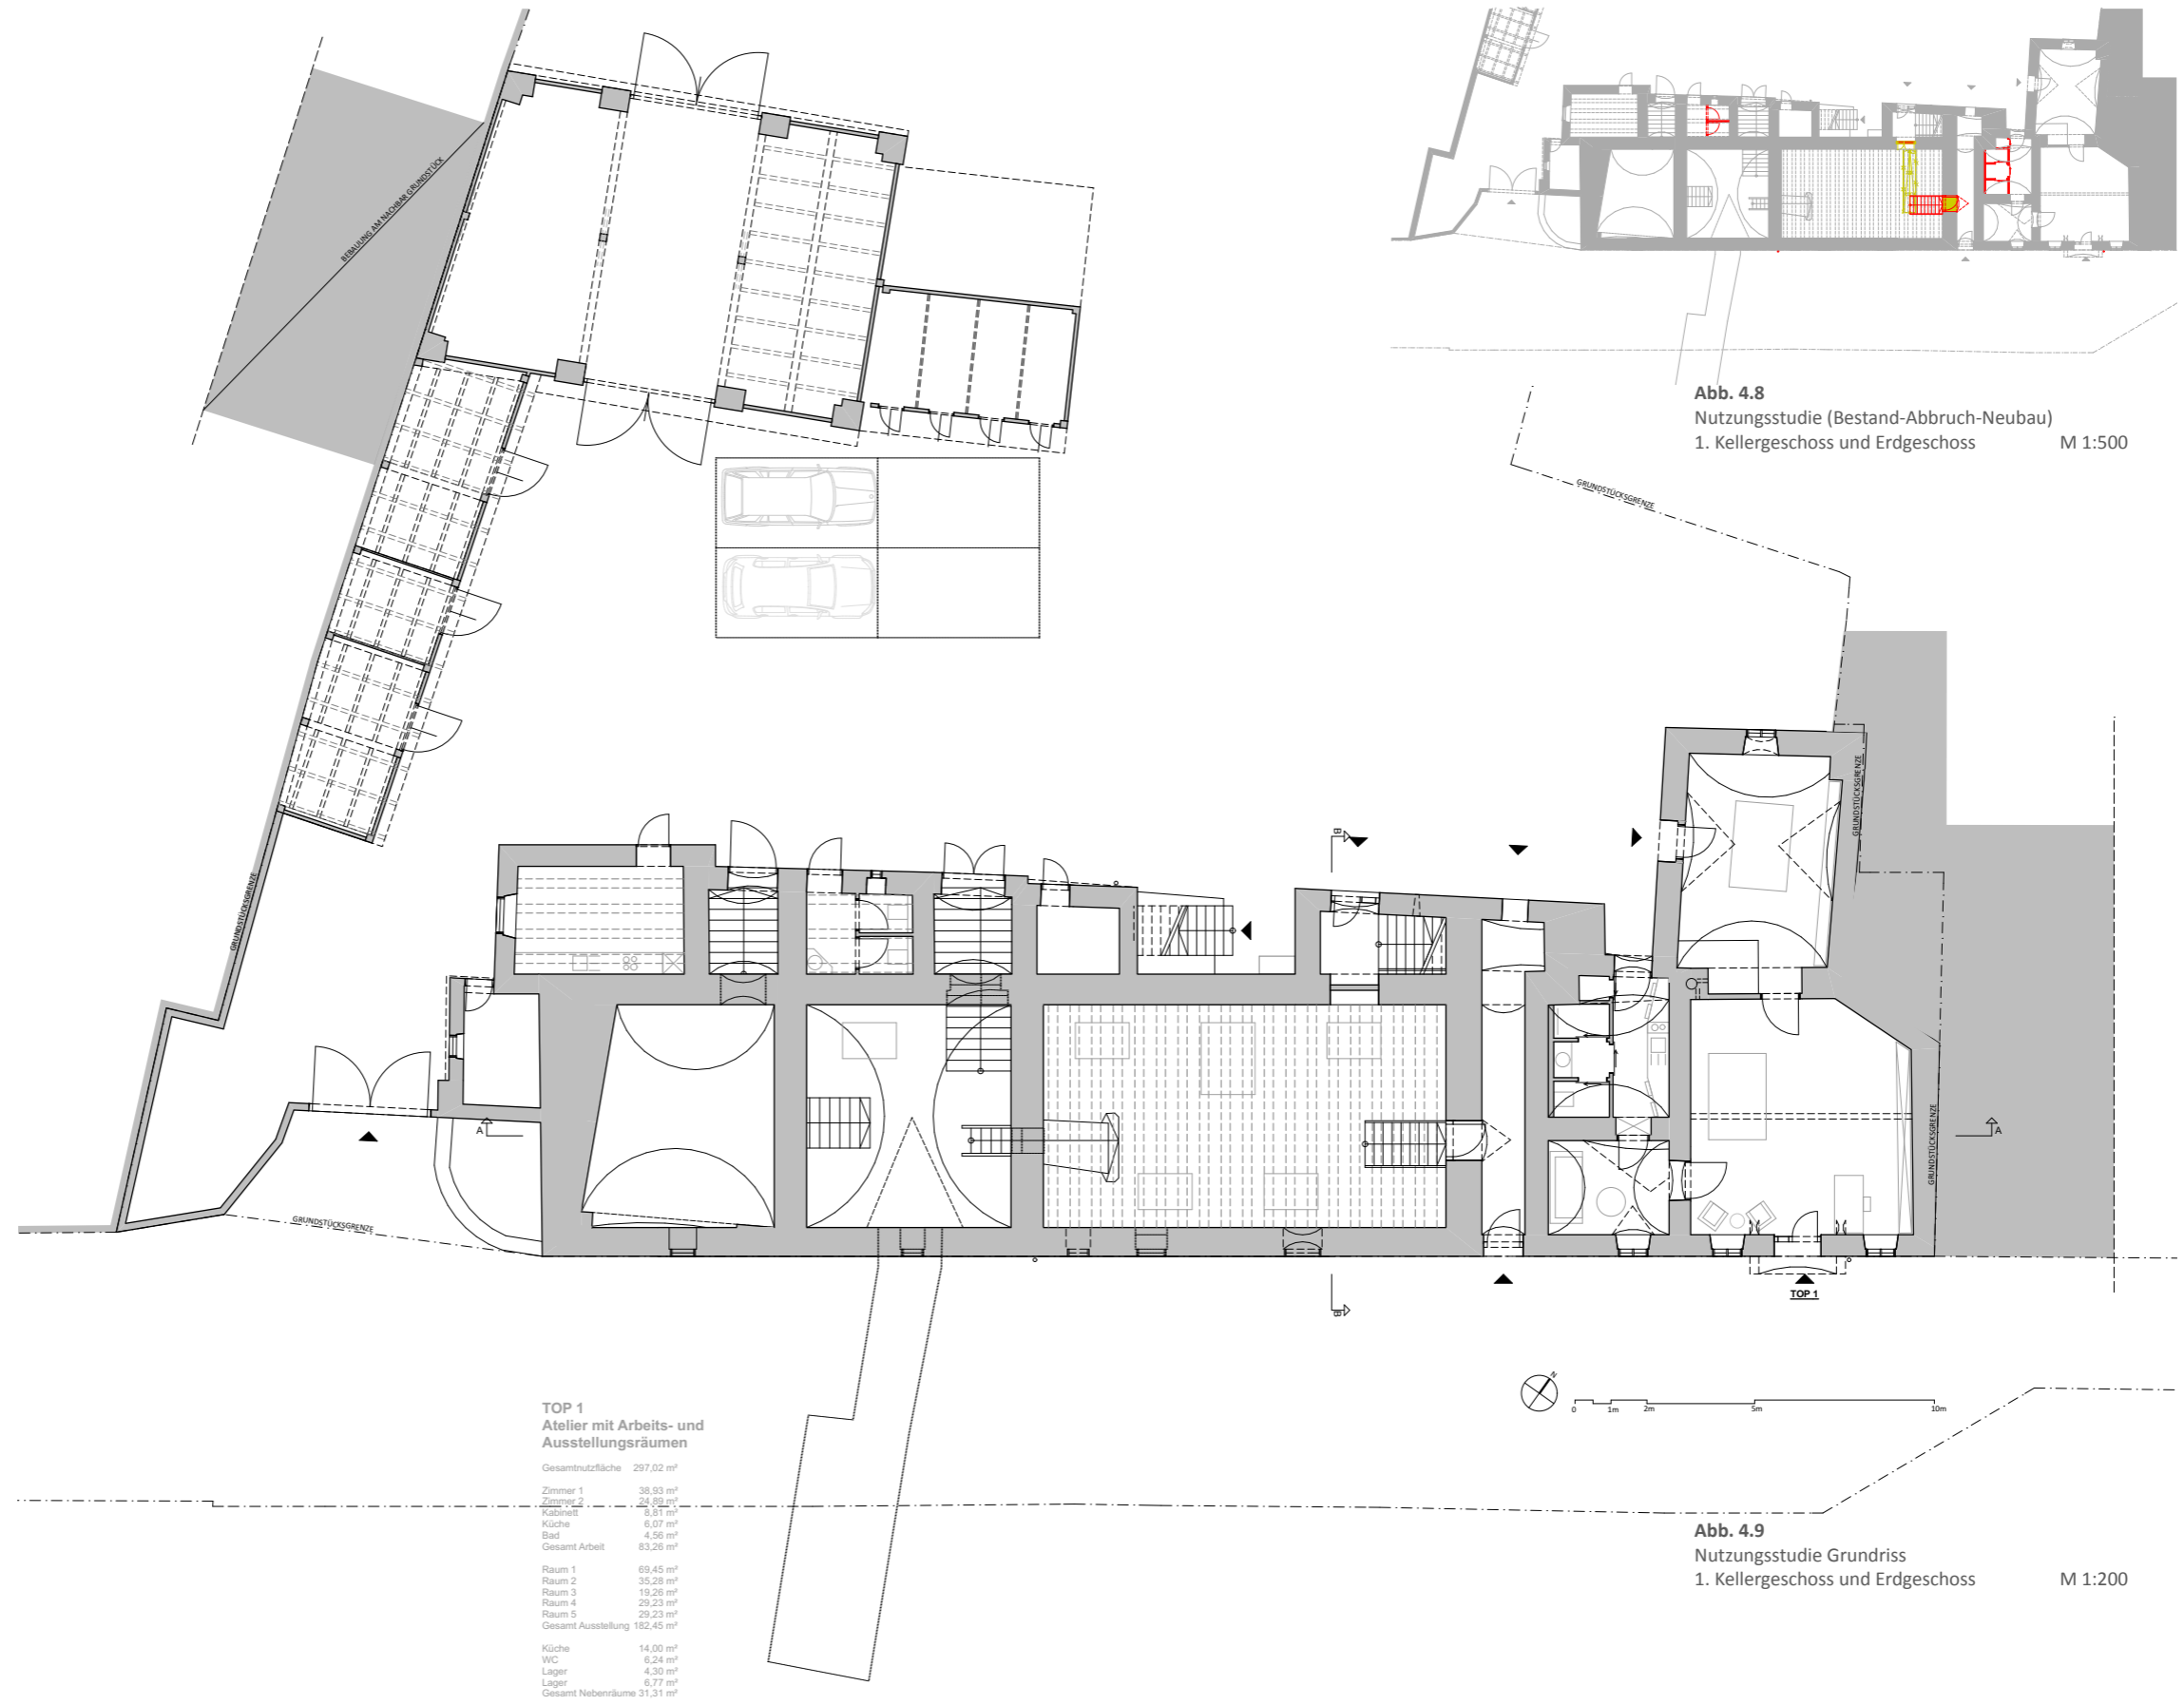 Abb. 4.8
Nutzungsstudie (Bestand-Abbruch-Neubau)
1. Kellergeschoss und Erdgeschoss M 1:500
BEBAUUNG AM NACHBARGRUNDSTÜCK
GRUNDSTÜCKSGRENZE
GRUNDSTÜCKSGRENZE
GRUNDSTÜCKSGRENZE
GRUNDSTÜCKSGRENZE
GRUNDSTÜCKSGRENZE
GRUNDSTÜCKSGRENZE
B
A
A
B
TOP 1
N
0 1m 2m 5m 10m
TOP 1
Atelier mit Arbeits- und
Ausstellungsräumen
Gesamtnutzfläche 297,02 m²
Zimmer 1 38,93 m²
Zimmer 2 24,89 m²
Kabinett 8,81 m²
Küche 6,07 m²
Bad 4,56 m²
Gesamt Arbeit 83,26 m²
Raum 1 69,45 m²
Raum 2 35,28 m²
Raum 3 19,26 m²
Raum 4 29,23 m²
Raum 5 29,23 m²
Gesamt Ausstellung 182,45 m²
Küche 14,00 m²
WC 6,24 m²
Lager 4,30 m²
Lager 6,77 m²
Gesamt Nebenräume 31,31 m²
Abb. 4.9
Nutzungsstudie Grundriss
1. Kellergeschoss und Erdgeschoss M 1:200